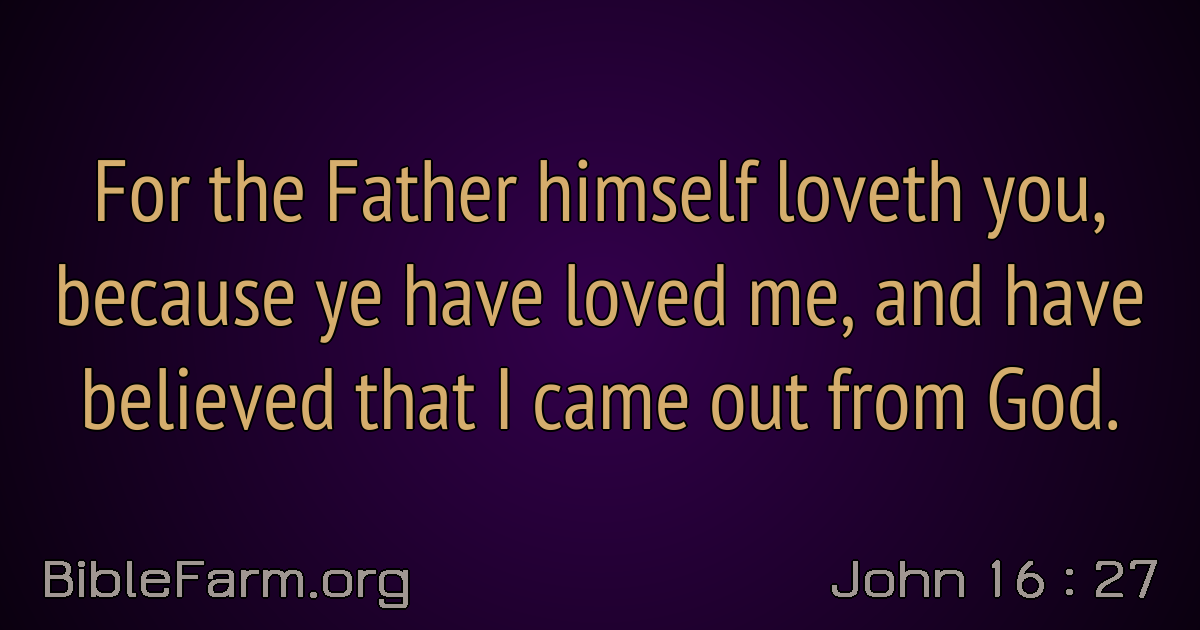 For the Father himself loveth you,
because ye have loved me, and have
believed that I came out from God.
BibleFarm.org
John 16 : 27